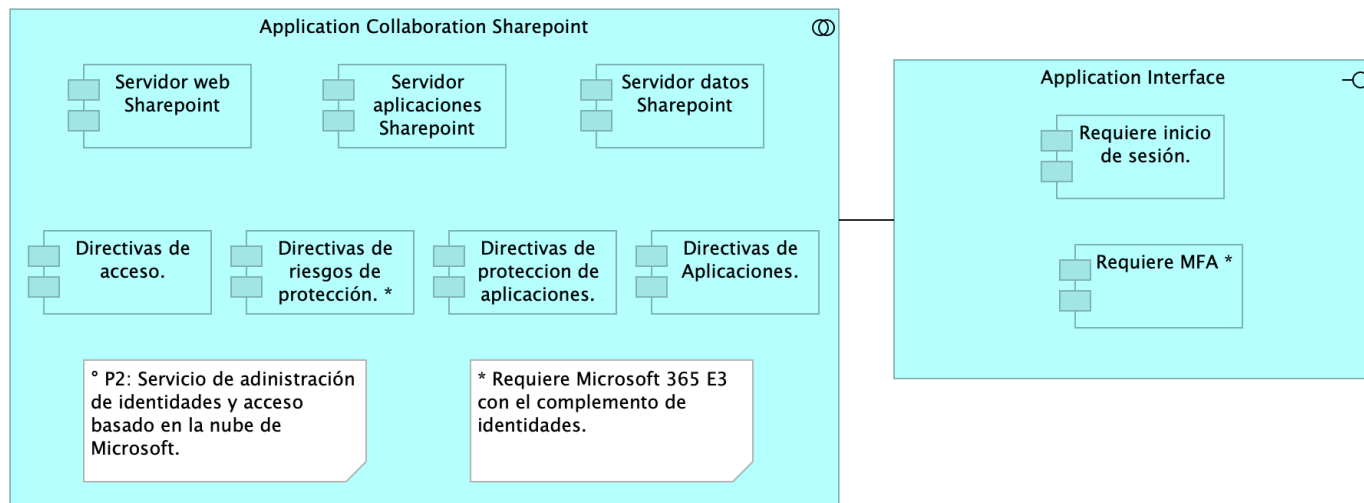 Application Collaboration Sharepoint
Servidor web
Sharepoint
Servidor
aplicaciones
Sharepoint
Servidor datos
Sharepoint
Directivas de
acceso.
Directivas de
riesgos de
protección. *
Directivas de
proteccion de
aplicaciones.
Directivas de
Aplicaciones.
° P2: Servicio de adinistración
de identidades y acceso
basado en la nube de
Microsoft.
* Requiere Microsoft 365 E3
con el complemento de
identidades.
Application Interface
Requiere inicio
de sesión.
Requiere MFA *